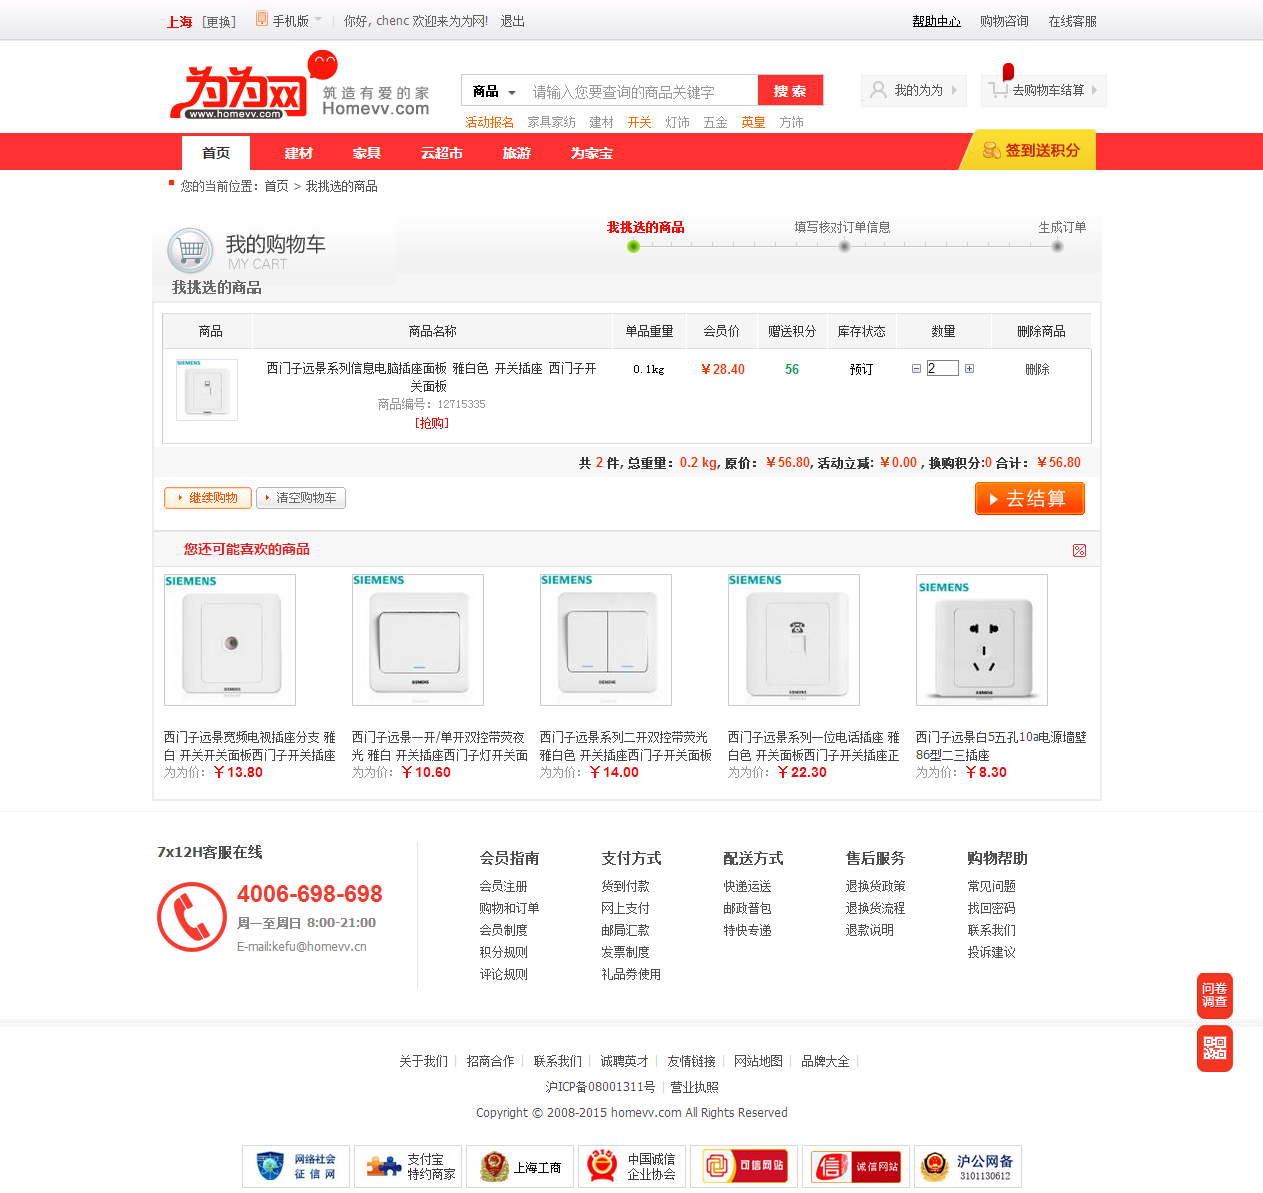 上海 [更换] 手机版 你好, chenc 欢迎来为为网! 退出 帮助中心 购物咨询 在线客服
为为网 www.homevv.com 筑造有爱的家 Homevv.com
商品 请输入您要查询的商品关键字 搜 索 我的为为 去购物车结算
活动报名 家具家纺 建材 开关 灯饰 五金 英皇 方饰
首页 建材 家具 云超市 旅游 为家宝 签到送积分
您的当前位置：首页 > 我挑选的商品
我的购物车 我挑选的商品 填写核对订单信息 生成订单
MY CART
我挑选的商品
商品 商品名称 单品重量 会员价 赠送积分 库存状态 数量 删除商品
SIEMENS 西门子远景系列信息电脑插座面板 雅白色 开关插座 西门子开 0.1kg ￥28.40 56 预订 2 删除
关面板
商品编号：12715335
[抢购]
共 2 件, 总重量：0.2 kg, 原价：￥56.80, 活动立减: ￥0.00 , 换购积分:0 合计：￥56.80
继续购物 清空购物车 去结算
您还可能喜欢的商品
SIEMENS SIEMENS SIEMENS SIEMENS SIEMENS
西门子远景宽频电视插座分支 雅
白 开关开关面板西门子开关插座
为为价：￥13.80
西门子远景一开/单开双控带荧夜
光 雅白 开关插座西门子灯开关面
为为价：￥10.60
西门子远景系列二开双控带荧光
雅白色 开关插座西门子开关面板
为为价：￥14.00
西门子远景系列一位电话插座 雅
白色 开关面板西门子开关插座正
为为价：￥22.30
西门子远景白5五孔10a电源墙壁
86型二三插座
为为价：￥8.30
7x12H客服在线
4006-698-698
周一至周日 8:00-21:00
E-mail:kefu@homevv.cn
会员指南
会员注册
购物和订单
会员制度
积分规则
评论规则
支付方式
货到付款
网上支付
邮局汇款
发票制度
礼品券使用
配送方式
快递运送
邮政普包
特快专递
售后服务
退换货政策
退换货流程
退款说明
购物帮助
常见问题
找回密码
联系我们
投诉建议
问卷
调查
关于我们 招商合作 联系我们 诚聘英才 友情链接 网站地图 品牌大全
沪ICP备08001311号 营业执照
Copyright © 2008-2015 homevv.com All Rights Reserved
网络社会
征信网
支付宝
特约商家
上海工商
中国诚信
企业协会
可信网站
诚信网站
沪公网备
3101130612